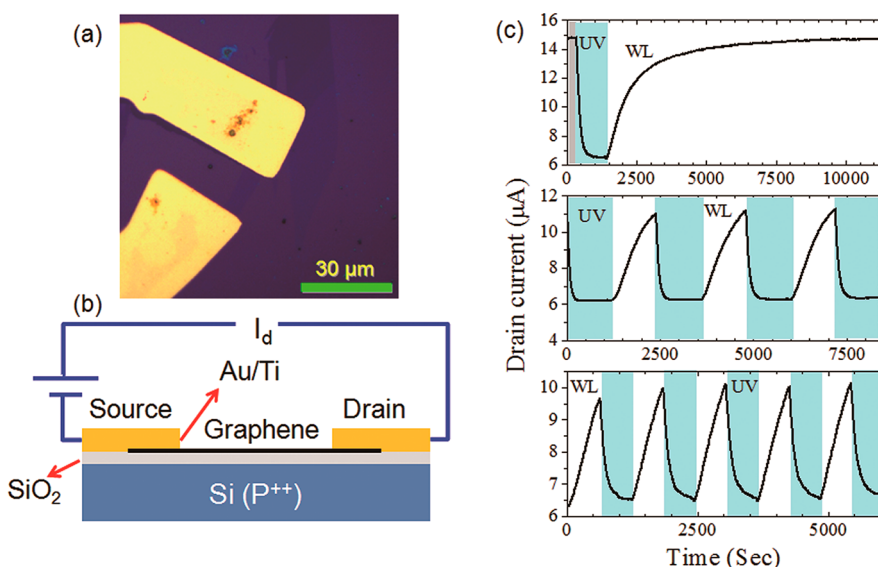 (a)
30 µm
(b)
I_d
Au/Ti
Source
Graphene
Drain
SiO₂
Si (P⁺⁺)
(c)
Drain current (µA)
16
14
12
10
8
6
UV
WL
0
2500
5000
7500
10000
12
10
8
6
4
UV
WL
0
2500
5000
7500
10
9
8
7
6
WL
UV
0
2500
5000
Time (Sec)